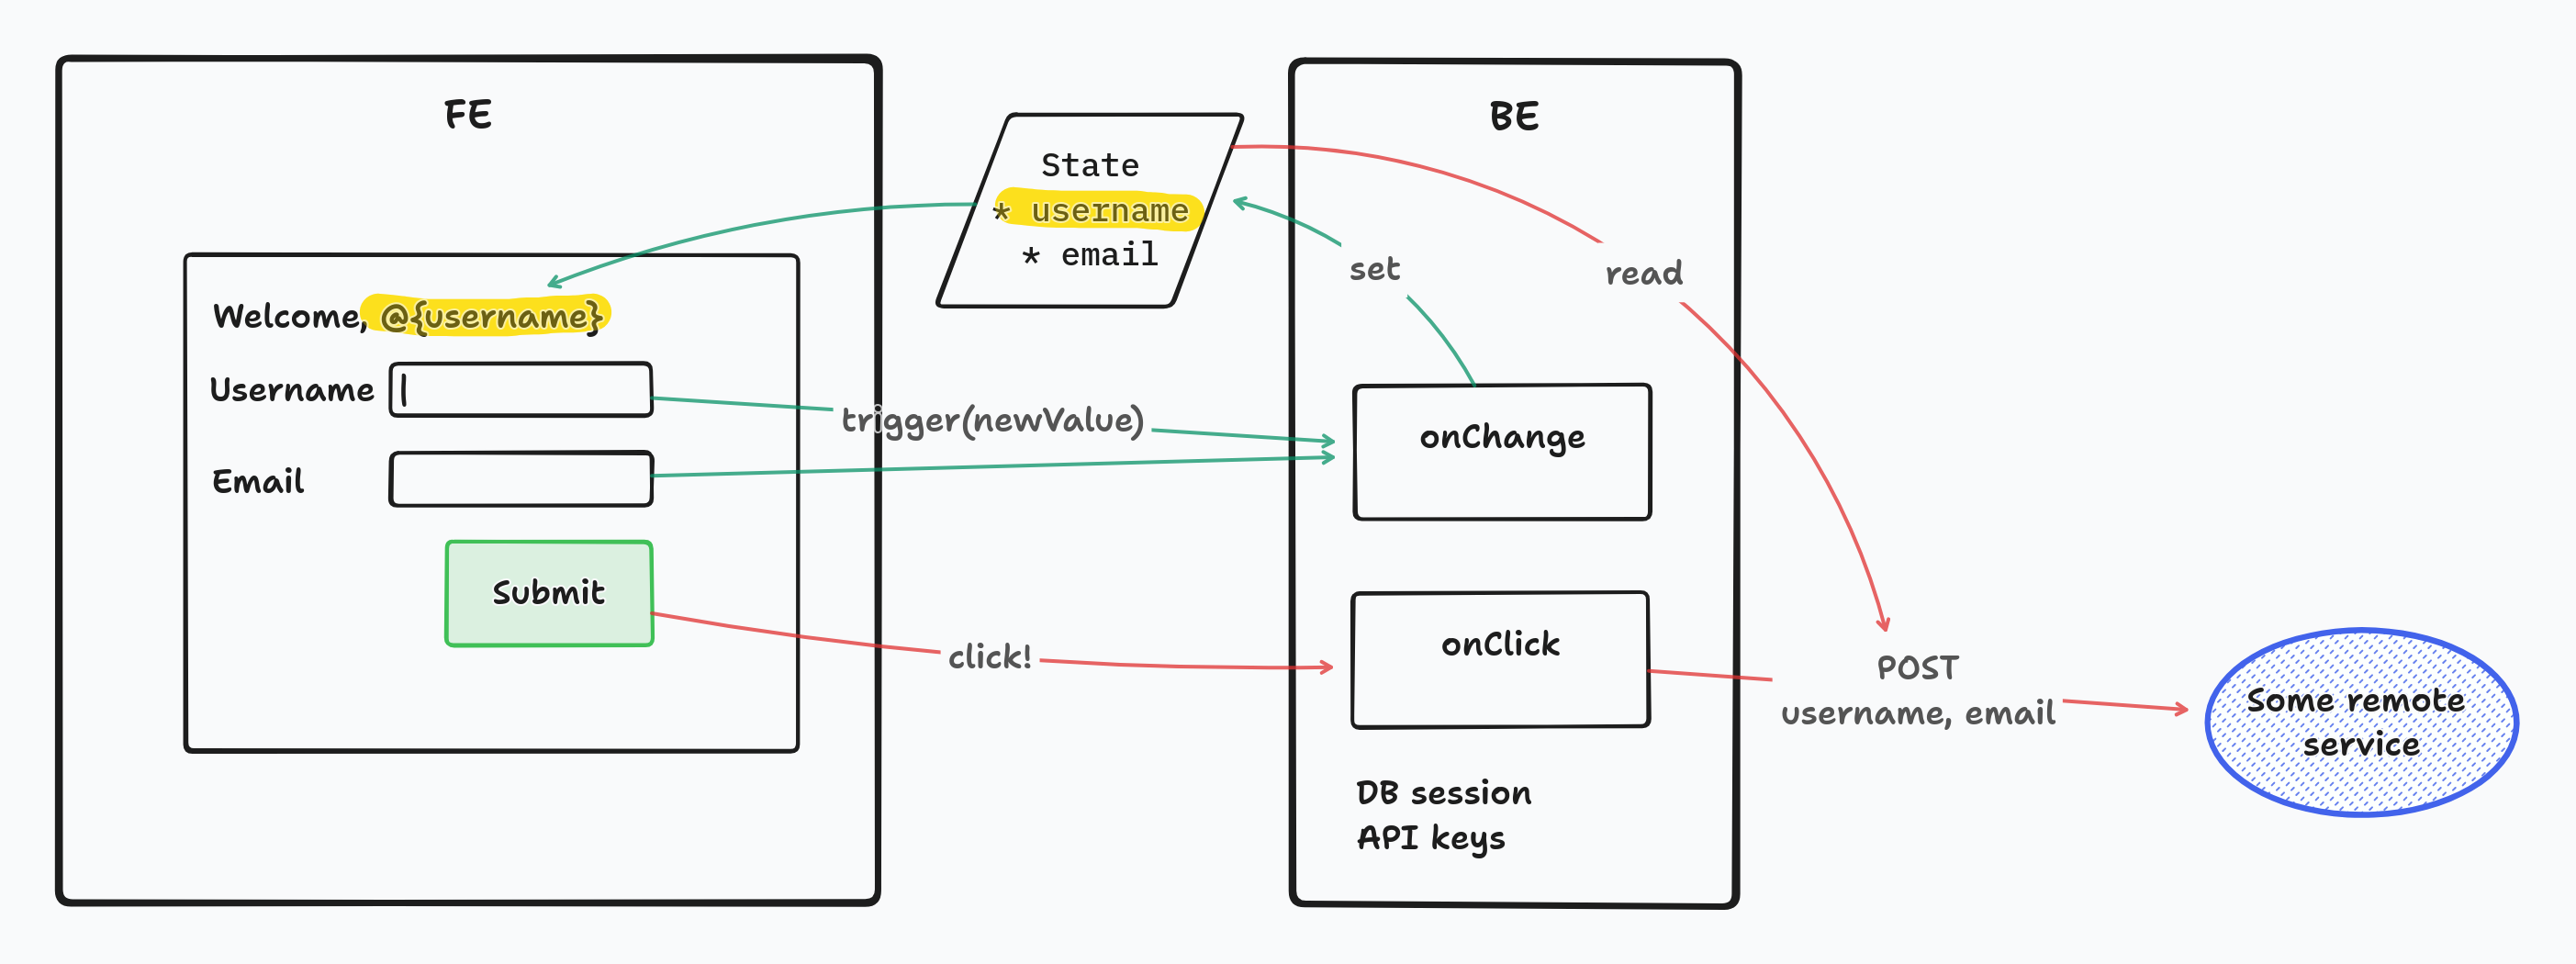 FE
Welcome, @{username}
Username
Email
Submit
State
* username
* email
trigger(newValue)
click!
BE
set
read
onChange
onClick
DB session
API keys
POST
username, email
Some remote
service